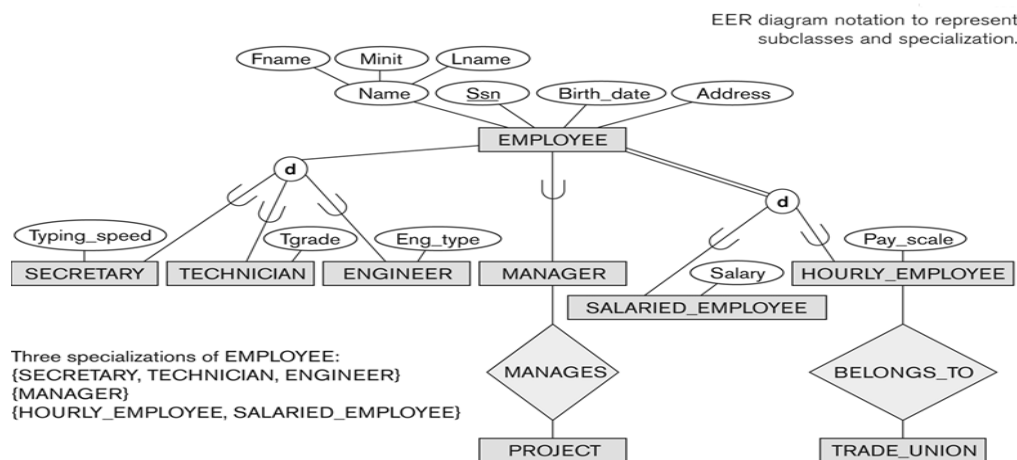 EER diagram notation to represent
subclasses and specialization.
Fname Minit Lname
Name Ssn Birth_date Address
EMPLOYEE
d
d
Typing_speed Tgrade Eng_type Pay_scale
SECRETARY TECHNICIAN ENGINEER MANAGER Salary HOURLY_EMPLOYEE
SALARIED_EMPLOYEE
Three specializations of EMPLOYEE:
{SECRETARY, TECHNICIAN, ENGINEER}
{MANAGER}
{HOURLY_EMPLOYEE, SALARIED_EMPLOYEE}
MANAGES BELONGS_TO
PROJECT TRADE_UNION